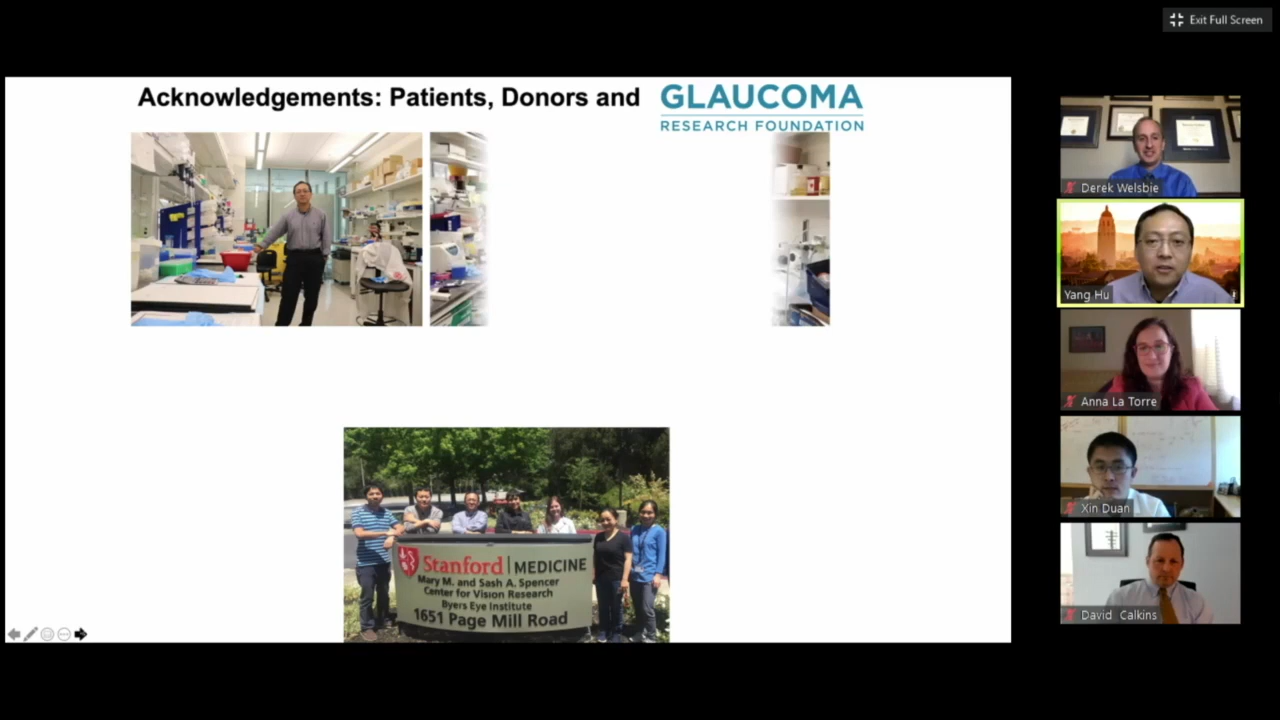 Exit Full Screen
Acknowledgements: Patients, Donors and
GLAUCOMA
RESEARCH FOUNDATION
Stanford MEDICINE
Mary M. and Sash A. Spencer
Center for Vision Research
Byers Eye Institute
1651 Page Mill Road
Derek Welsbie
Yang Hu
Anna La Torre
Xin Duan
David Calkins